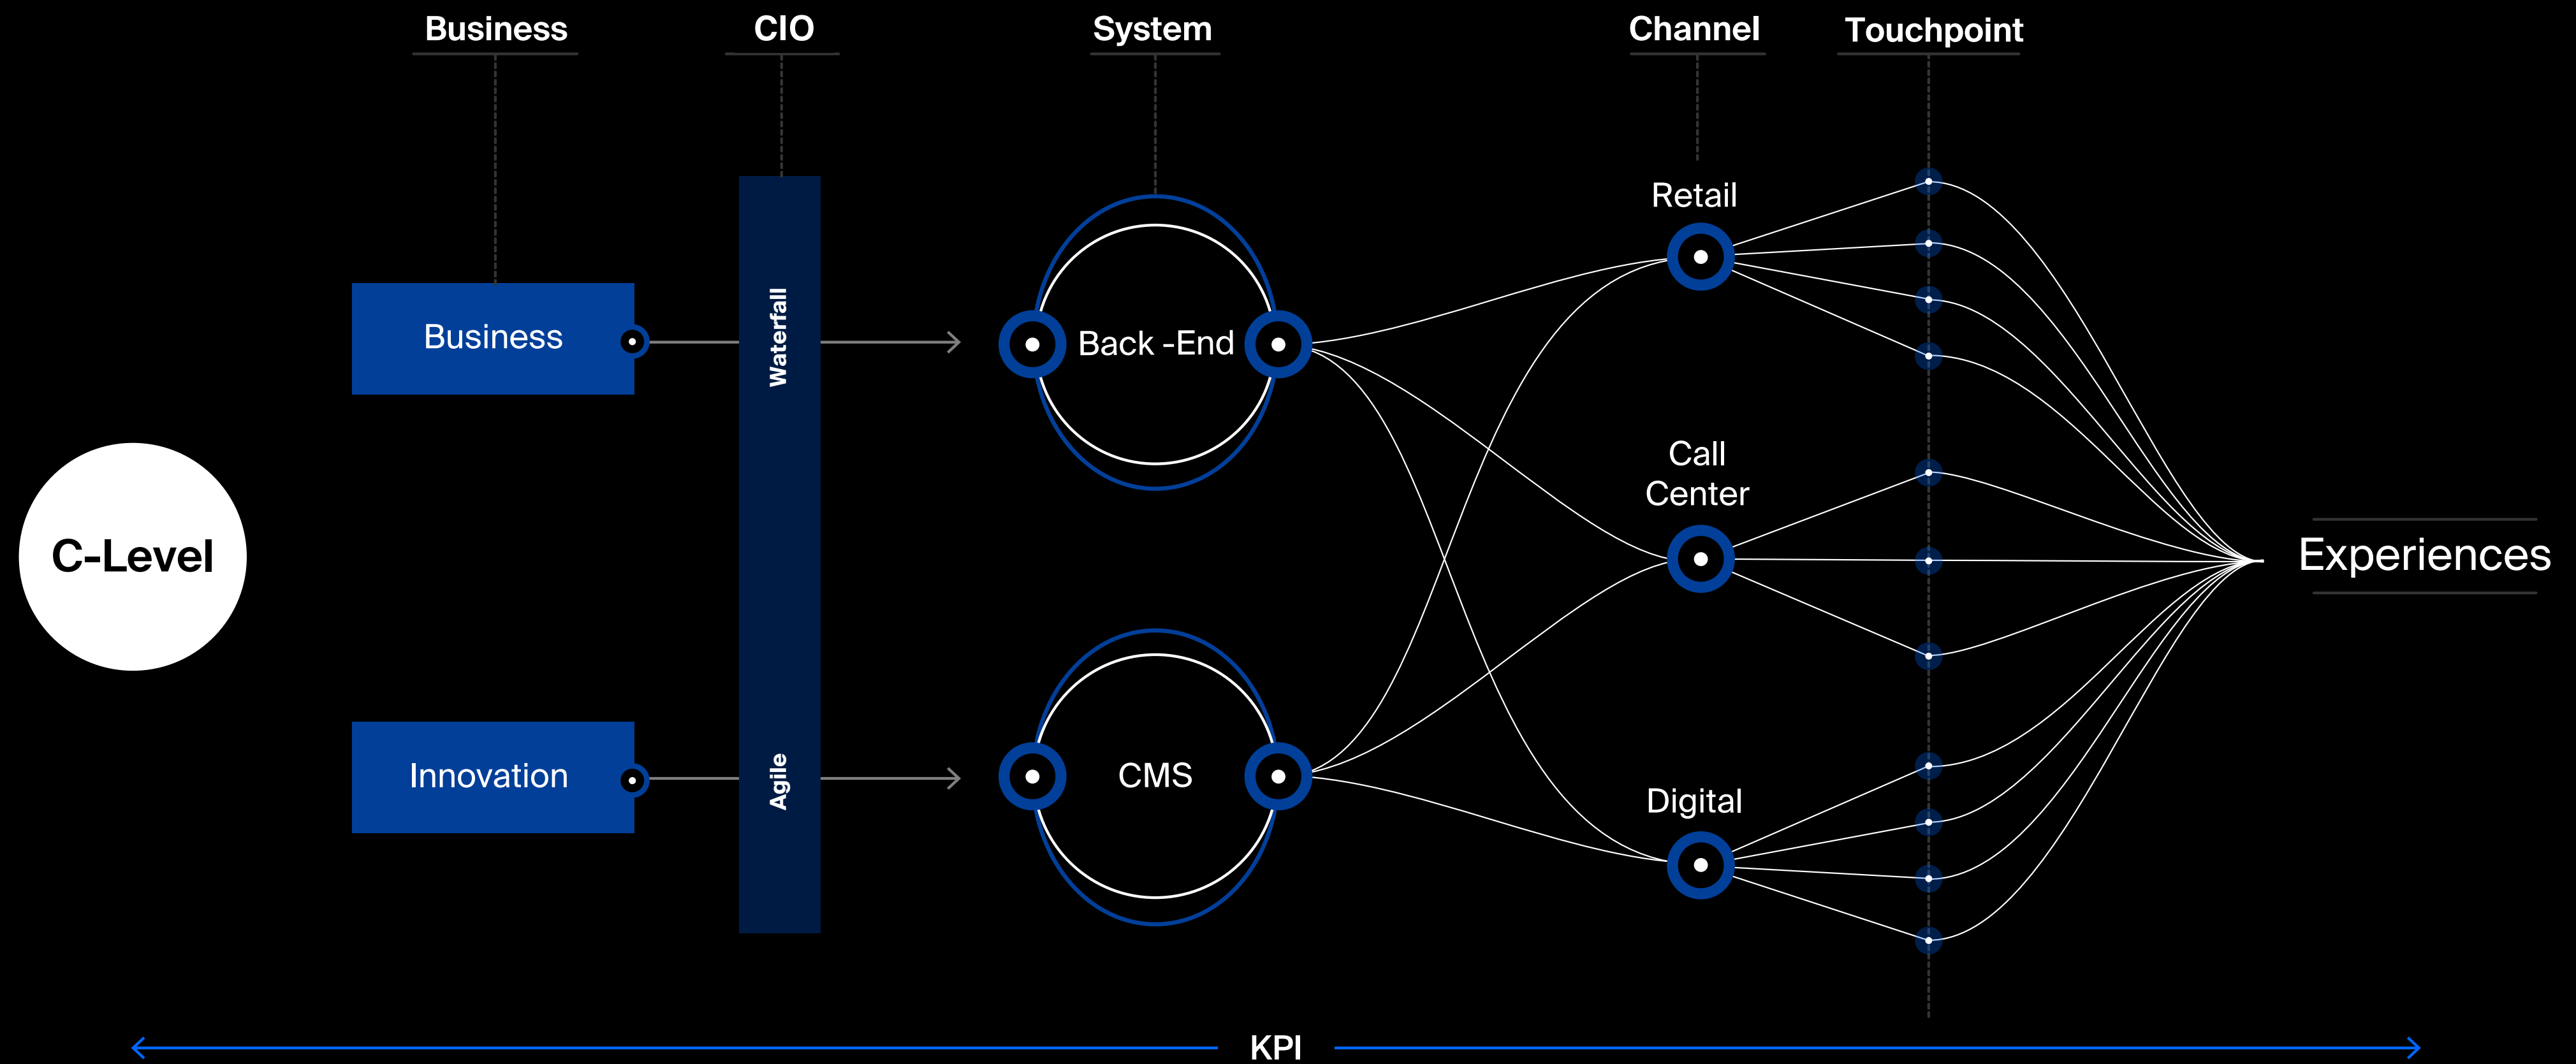 Business
CIO
System
Channel
Touchpoint
C-Level
Business
Innovation
Waterfall
Agile
Back -End
CMS
Retail
Call
Center
Digital
Experiences
KPI